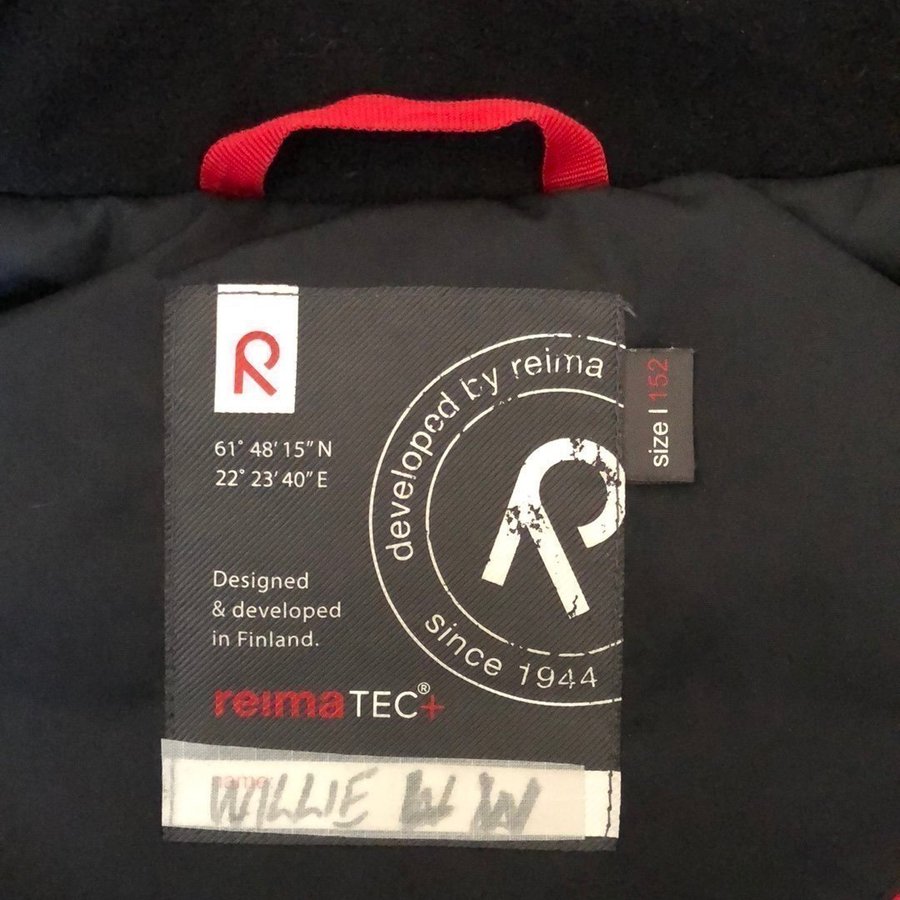 R
61° 48' 15" N
22° 23' 40" E
developed by reima
since 1944
size | 152
Designed
& developed
in Finland.
reimaTEC®+
name:
WILLIE